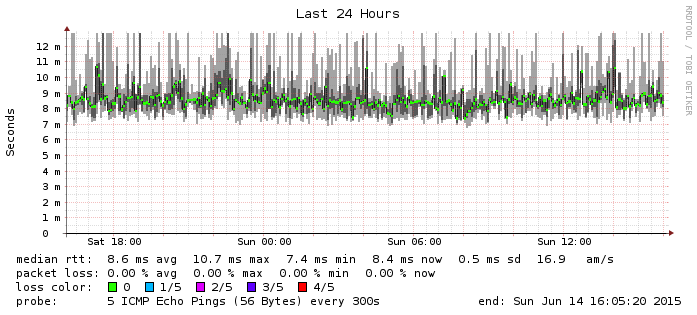 Last 24 Hours
RRDTOOL / TOBI OETIKER
Seconds
12 m
11 m
10 m
9 m
8 m
7 m
6 m
5 m
4 m
3 m
2 m
1 m
0
Sat 18:00 Sun 00:00 Sun 06:00 Sun 12:00
median rtt: 8.6 ms avg 10.7 ms max 7.4 ms min 8.4 ms now 0.5 ms sd 16.9 am/s
packet loss: 0.00 % avg 0.00 % max 0.00 % min 0.00 % now
loss color: 0 1/5 2/5 3/5 4/5
probe: 5 ICMP Echo Pings (56 Bytes) every 300s end: Sun Jun 14 16:05:20 2015